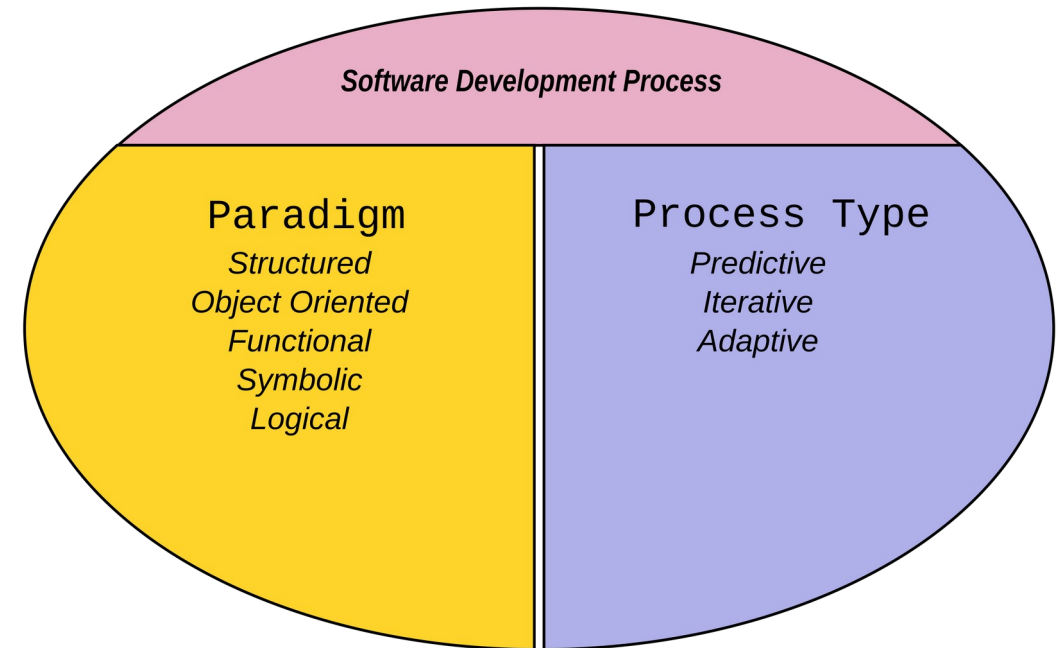 Software Development Process
Paradigm
Structured
Object Oriented
Functional
Symbolic
Logical
Process Type
Predictive
Iterative
Adaptive